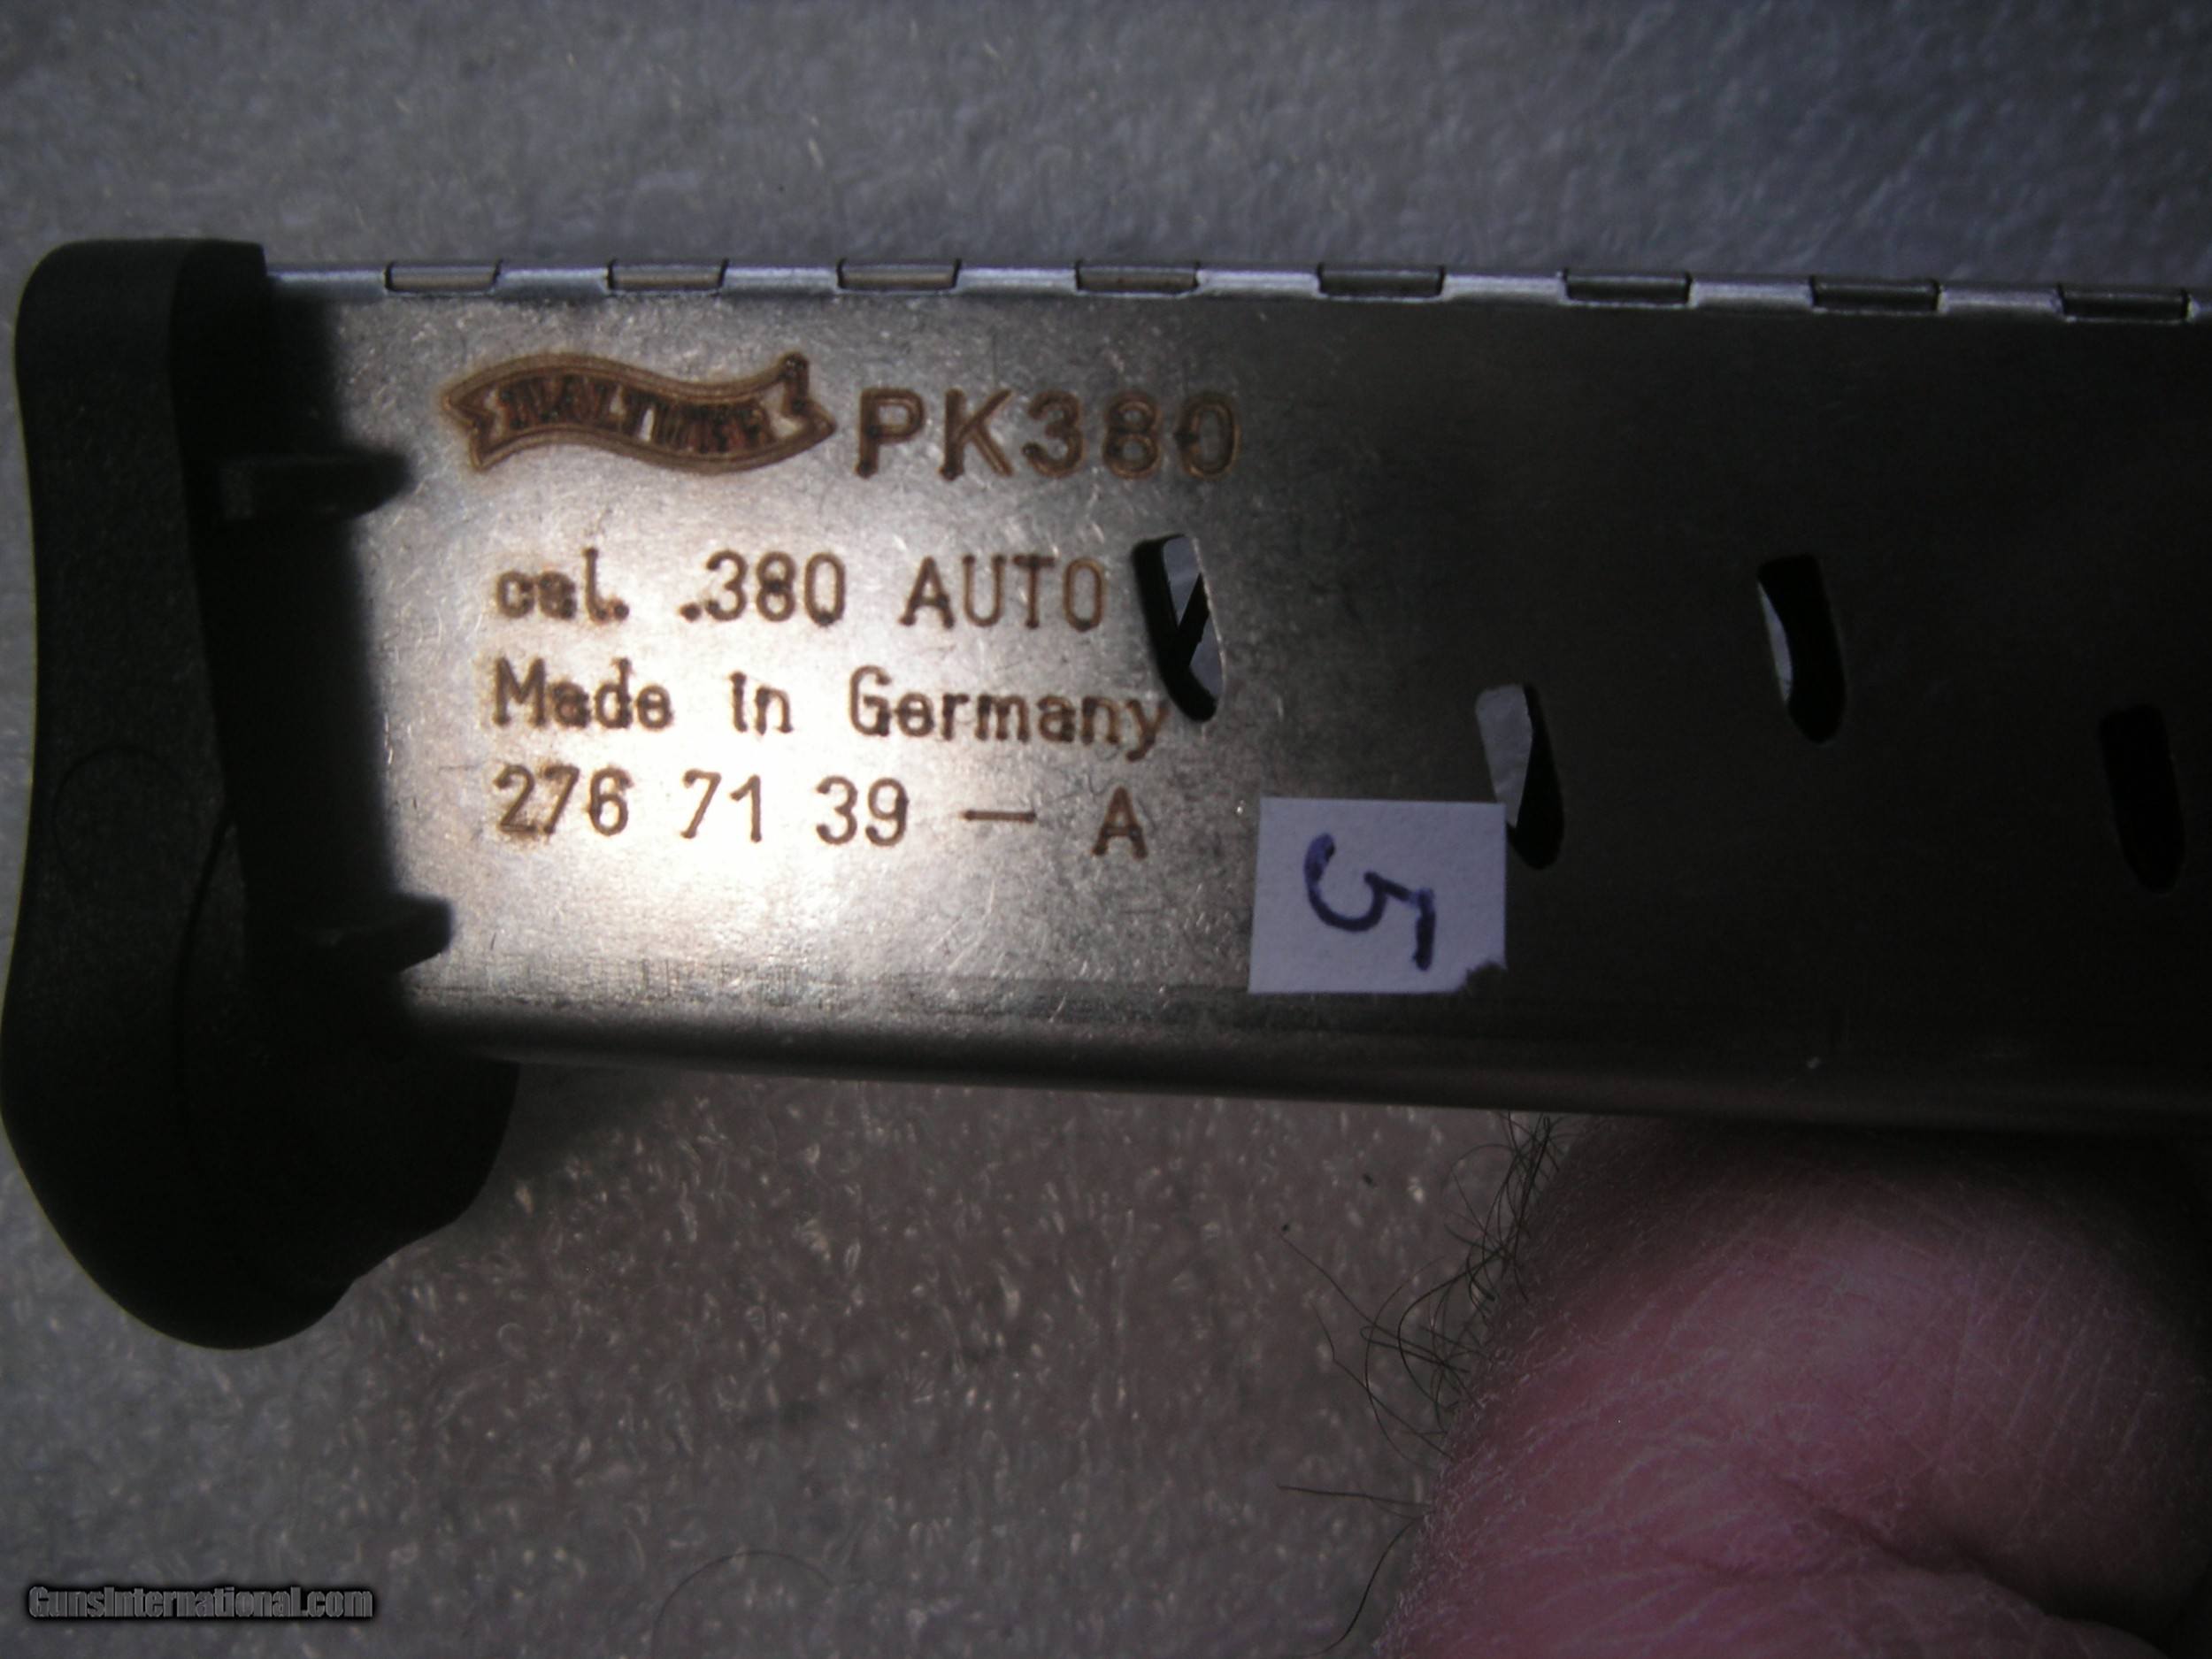 WALTHER PK380
cal. .380 AUTO
Made in Germany
276 71 39 - A
5
GunsInternational.com